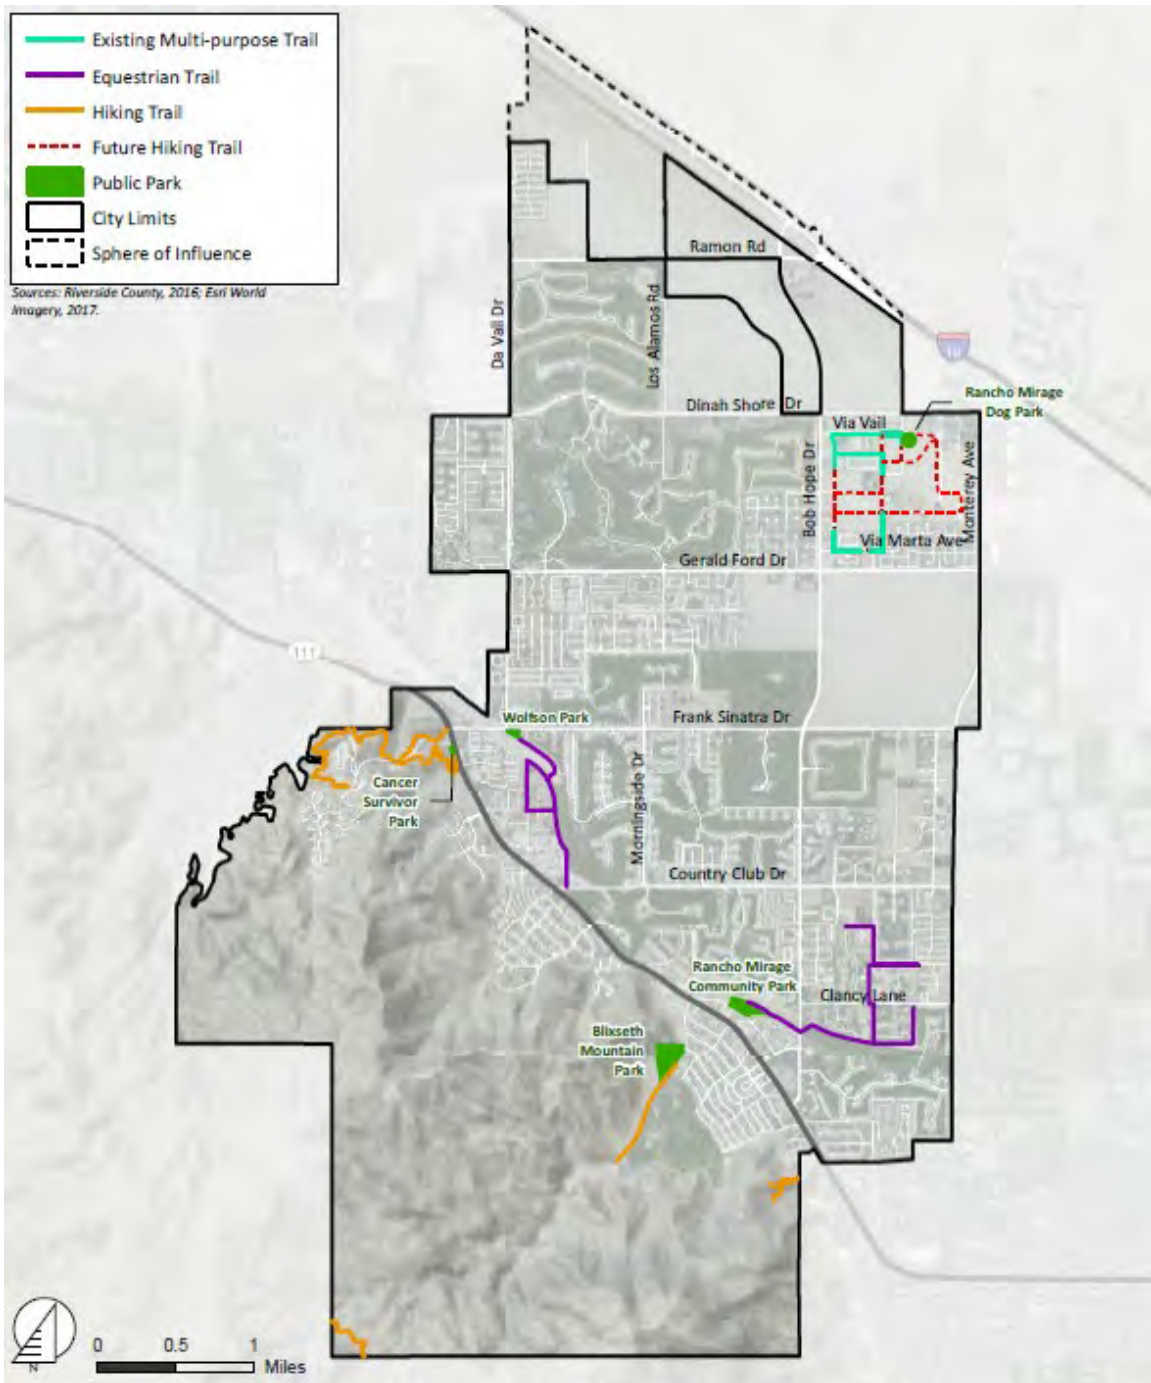 Existing Multi-purpose Trail
Equestrian Trail
Hiking Trail
Future Hiking Trail
Public Park
City Limits
Sphere of Influence
Sources: Riverside County, 2016; Esri World
Imagery, 2017.
Ramon Rd
Da Vall Dr
Los Alamos Rd
10
Rancho Mirage
Dog Park
Dinah Shore Dr
Via Vail
Bob Hope Dr
Monterey Ave
Via Marta Ave
Gerald Ford Dr
111
Wolfson Park
Frank Sinatra Dr
Cancer
Survivor
Park
Morningside Dr
Country Club Dr
Rancho Mirage
Community Park
Clancy Lane
Blixseth
Mountain
Park
N
0 0.5 1
Miles